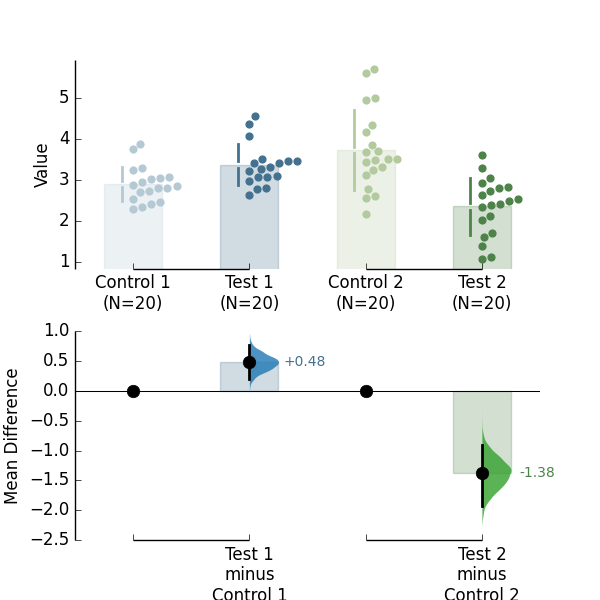 Value
5
4
3
2
1
Control 1
(N=20)
Test 1
(N=20)
Control 2
(N=20)
Test 2
(N=20)
Mean Difference
1.0
0.5
0.0
−0.5
−1.0
−1.5
−2.0
−2.5
+0.48
-1.38
Test 1
minus
Control 1
Test 2
minus
Control 2